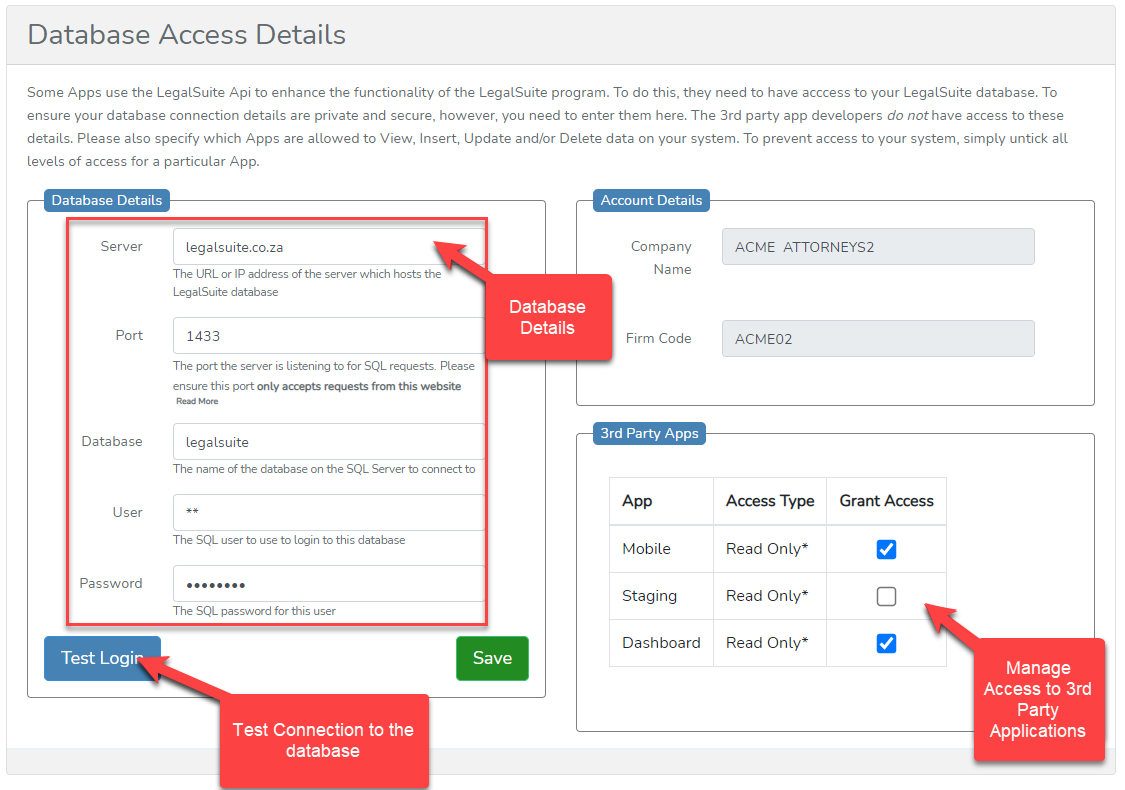 Database Access Details
Some Apps use the LegalSuite Api to enhance the functionality of the LegalSuite program. To do this, they need to have acccess to your LegalSuite database. To
ensure your database connection details are private and secure, however, you need to enter them here. The 3rd party app developers do not have access to these
details. Please also specify which Apps are allowed to View, Insert, Update and/or Delete data on your system. To prevent access to your system, simply untick all
levels of access for a particular App.
Database Details
Server
legalsuite.co.za
The URL or IP address of the server which hosts the
LegalSuite database
Port
1433
The port the server is listening to for SQL requests. Please
ensure this port only accepts requests from this website
Read More
Database
legalsuite
The name of the database on the SQL Server to connect to
User
**
The SQL user to use to login to this database
Password
••••••••
The SQL password for this user
Test Login
Save
Database
Details
Test Connection to the
database
Account Details
Company
Name
ACME ATTORNEYS2
Firm Code
ACME02
3rd Party Apps
App Access Type Grant Access
Mobile Read Only*
Staging Read Only*
Dashboard Read Only*
Manage
Access to 3rd
Party
Applications